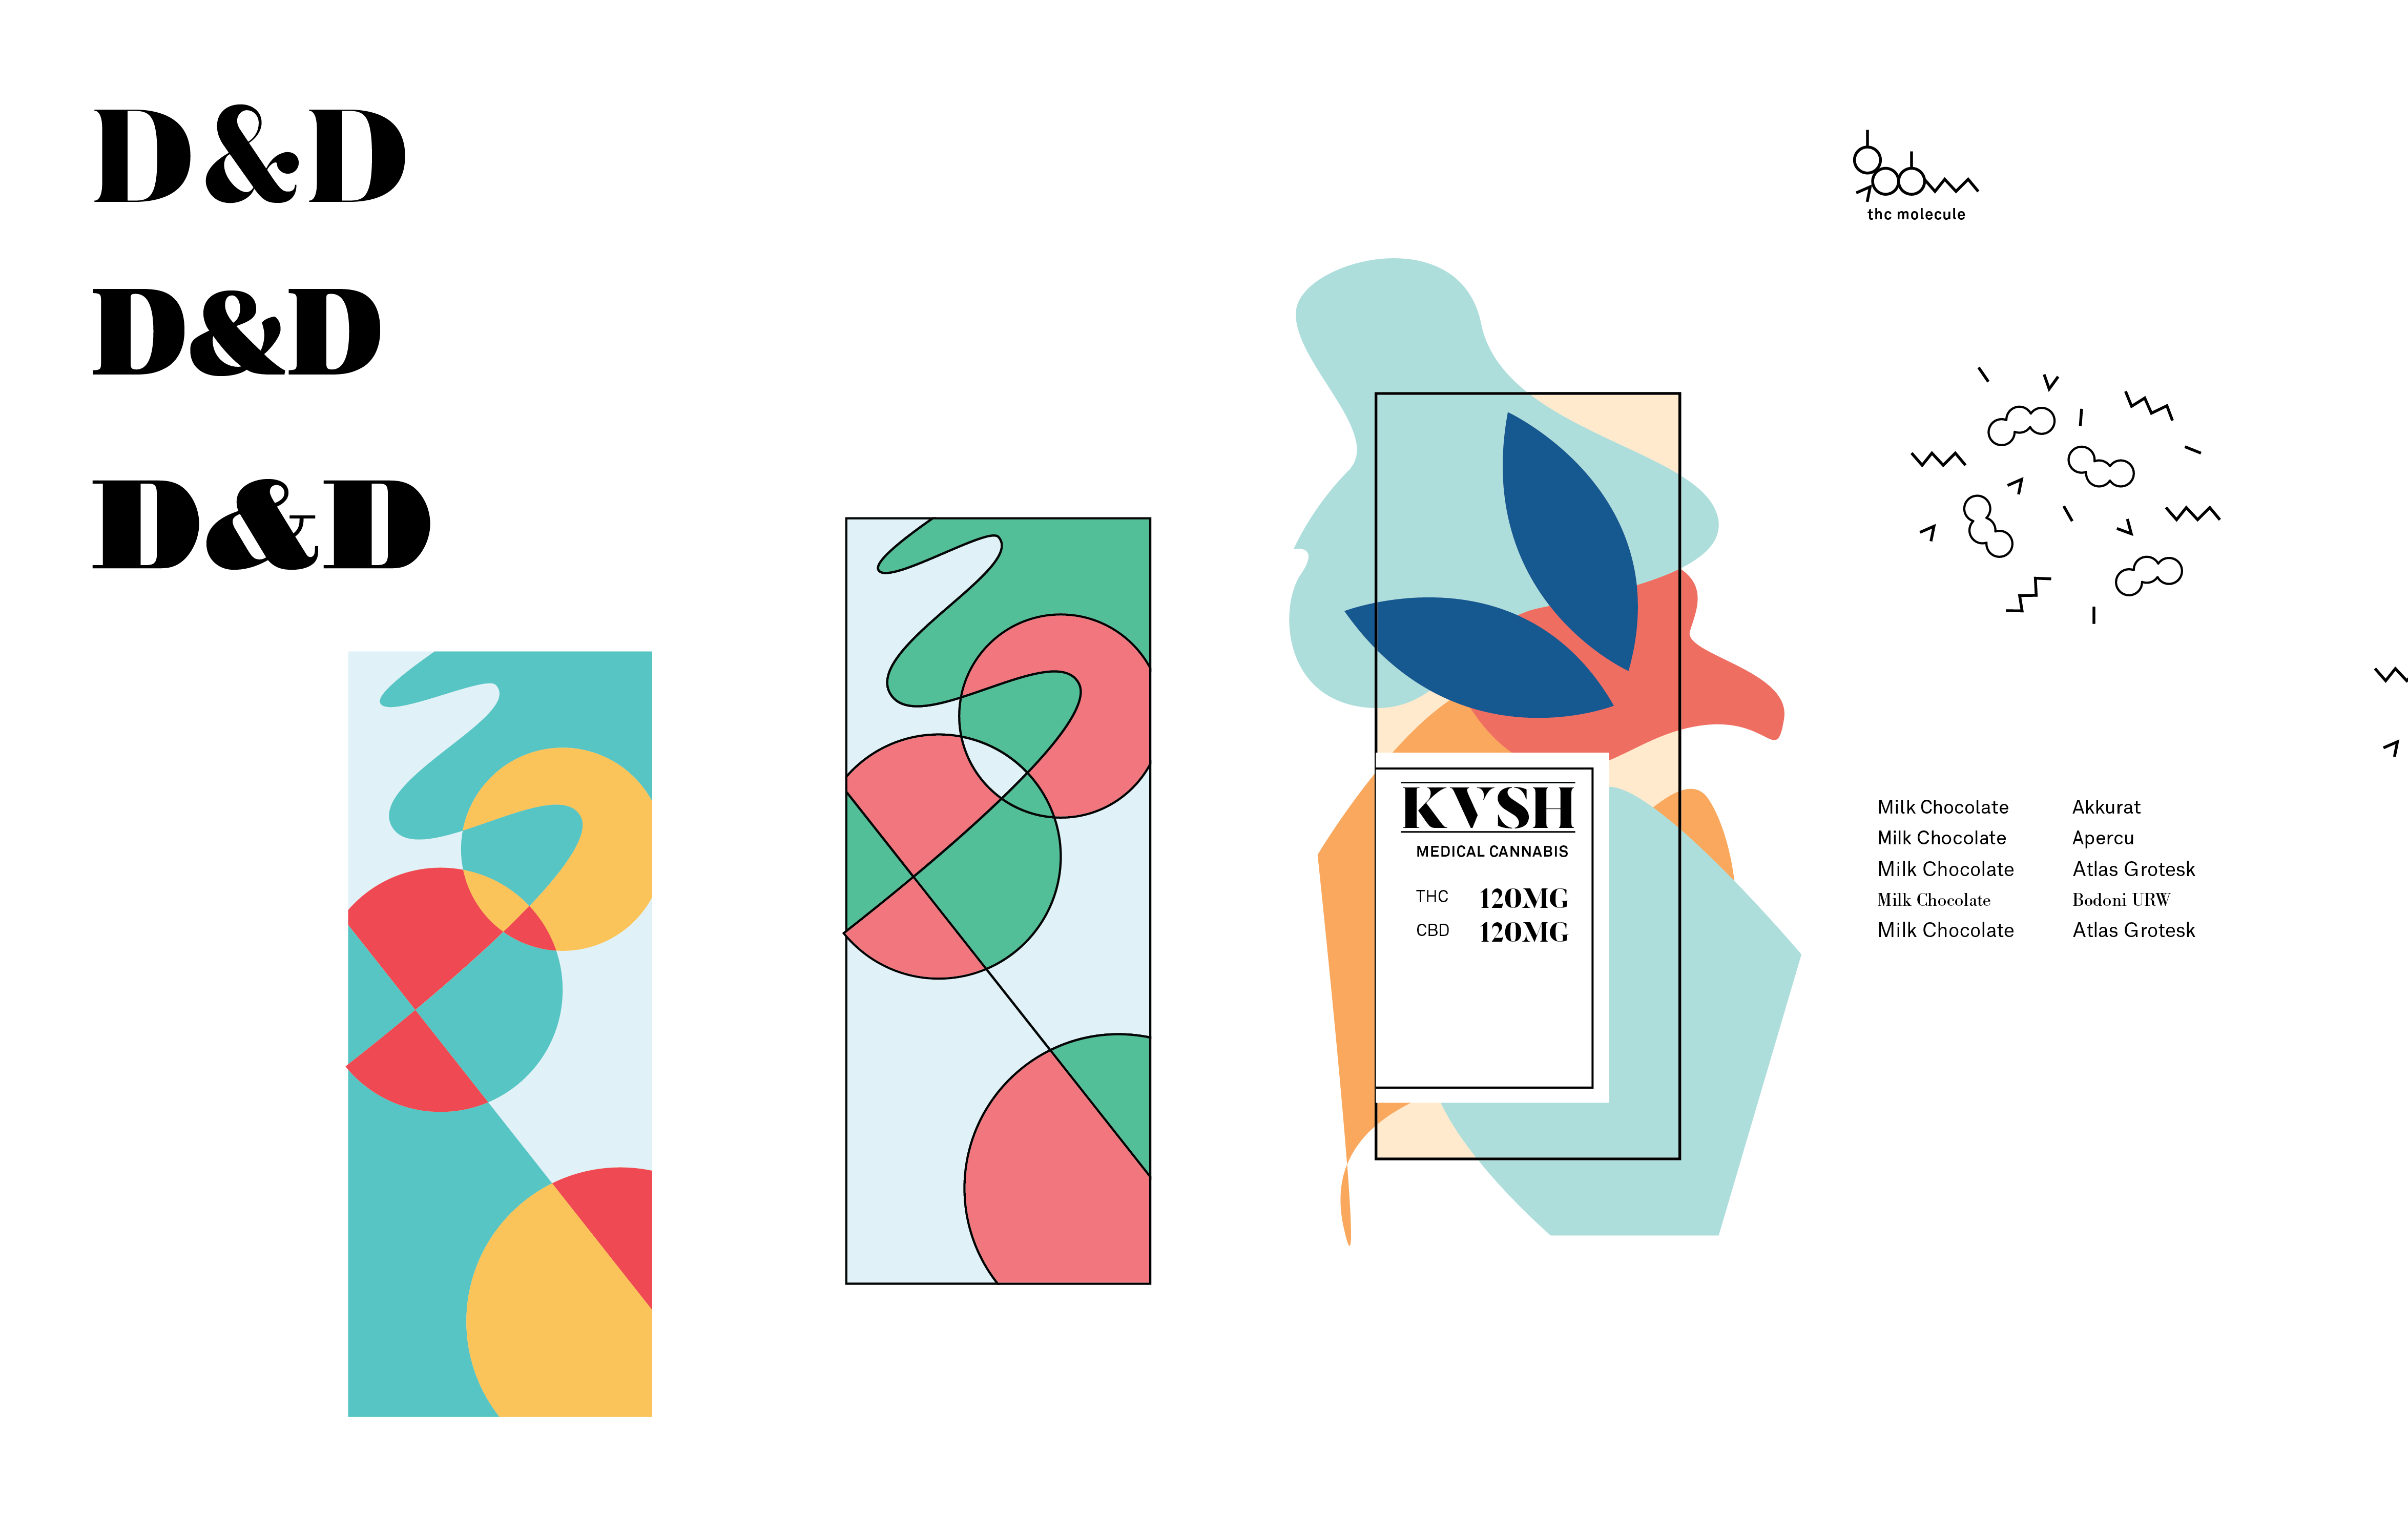 D&D
D&D
D&D
thc molecule
KVSH
MEDICAL CANNABIS
THC 120MG
CBD 120MG
Milk Chocolate Akkurat
Milk Chocolate Apercu
Milk Chocolate Atlas Grotesk
Milk Chocolate Bodoni URW
Milk Chocolate Atlas Grotesk